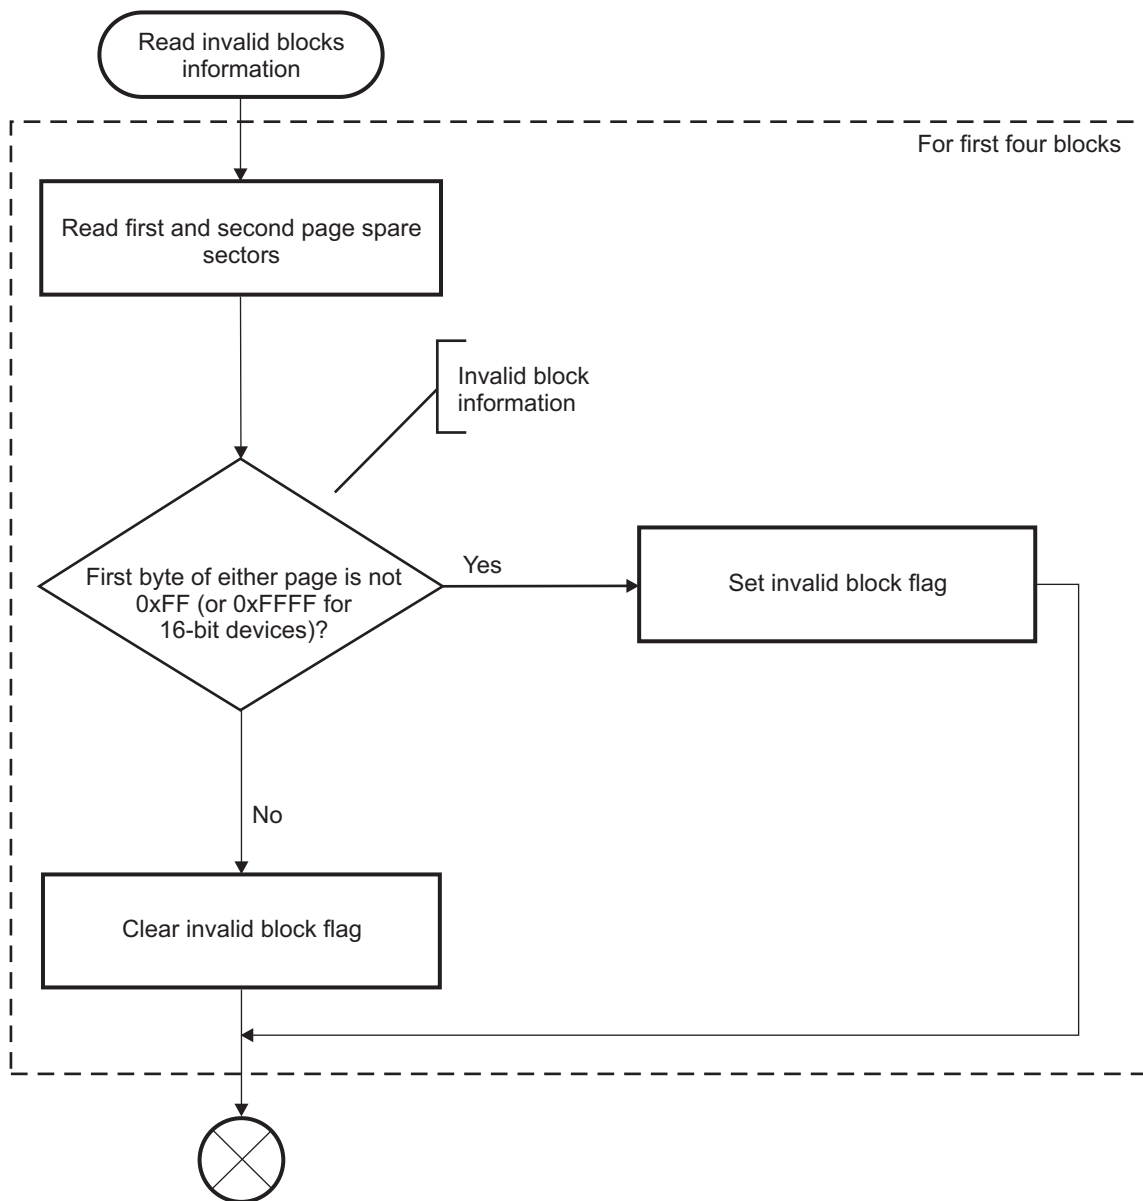 Read invalid blocks
information
For first four blocks
Read first and second page spare
sectors
Invalid block
information
First byte of either page is not
0xFF (or 0xFFFF for
16-bit devices)?
Yes
Set invalid block flag
No
Clear invalid block flag